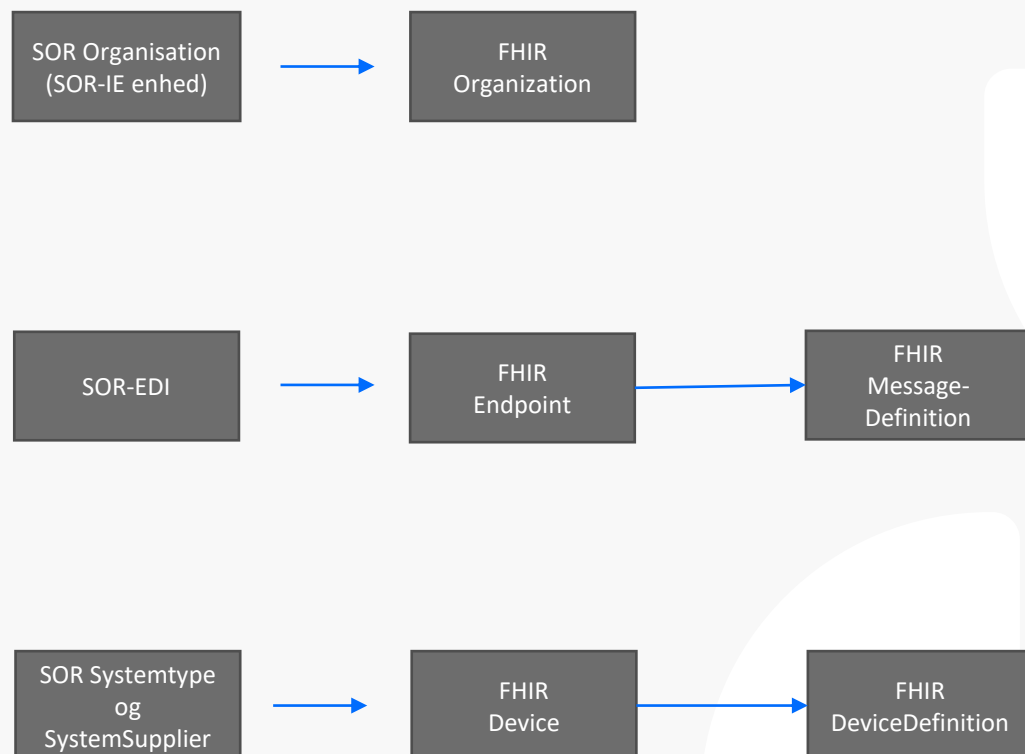 SOR Organisation
(SOR-IE enhed)
FHIR
Organization
SOR-EDI
FHIR
Endpoint
FHIR
Message-
Definition
SOR Systemtype
og
SystemSupplier
FHIR
Device
FHIR
DeviceDefinition